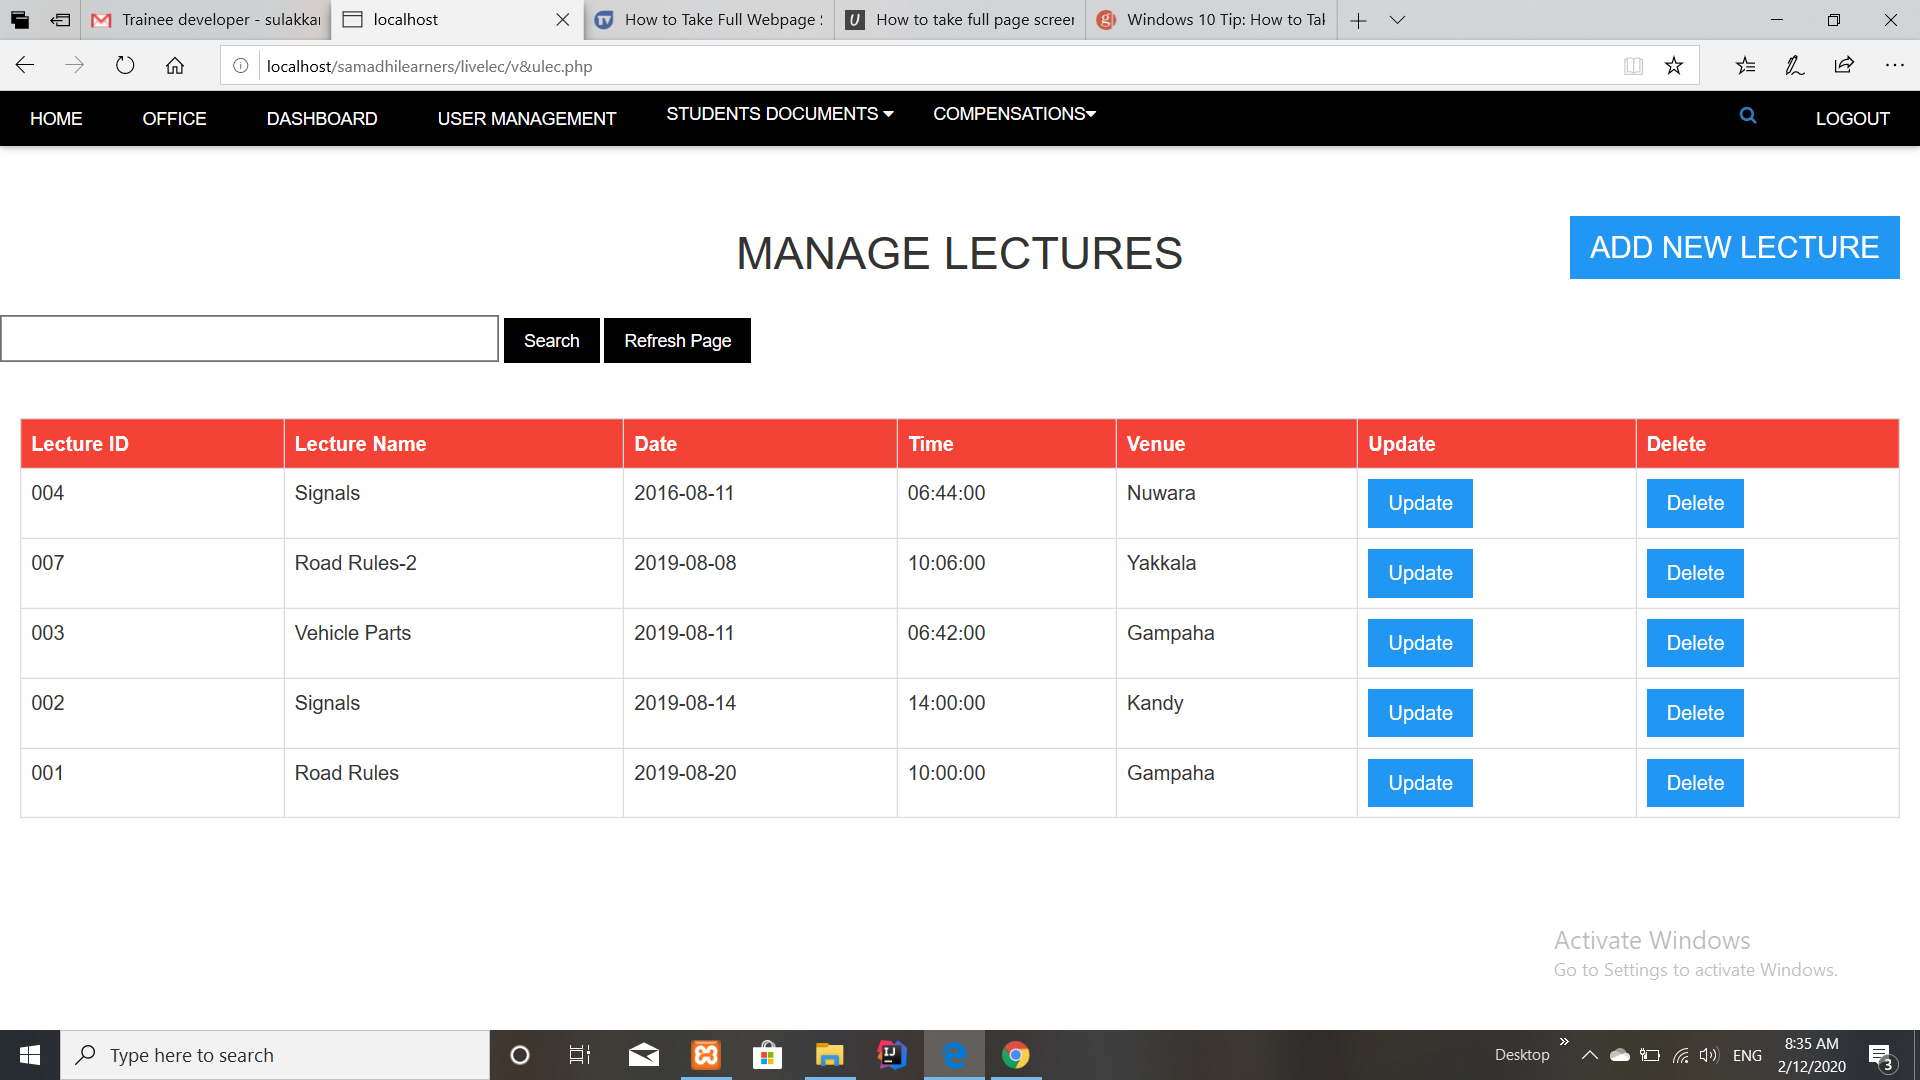 Trainee developer - sulakkar
localhost
How to Take Full Webpage
How to take full page screen
Windows 10 Tip: How to Tak
localhost/samadhilearners/livelec/v&ulec.php
HOME OFFICE DASHBOARD USER MANAGEMENT STUDENTS DOCUMENTS COMPENSATIONS LOGOUT
MANAGE LECTURES
ADD NEW LECTURE
Search Refresh Page
Lecture ID Lecture Name Date Time Venue Update Delete
004 Signals 2016-08-11 06:44:00 Nuwara Update Delete
007 Road Rules-2 2019-08-08 10:06:00 Yakkala Update Delete
003 Vehicle Parts 2019-08-11 06:42:00 Gampaha Update Delete
002 Signals 2019-08-14 14:00:00 Kandy Update Delete
001 Road Rules 2019-08-20 10:00:00 Gampaha Update Delete
Activate Windows
Go to Settings to activate Windows.
Type here to search
Desktop
ENG
8:35 AM
2/12/2020
3